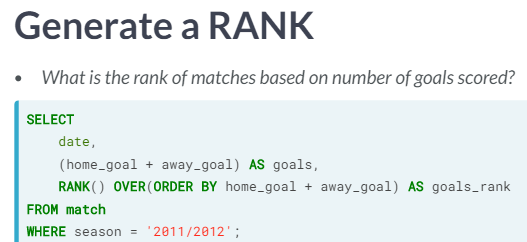 Generate a RANK
• What is the rank of matches based on number of goals scored?
SELECT
    date,
    (home_goal + away_goal) AS goals,
    RANK() OVER(ORDER BY home_goal + away_goal) AS goals_rank
FROM match
WHERE season = '2011/2012';